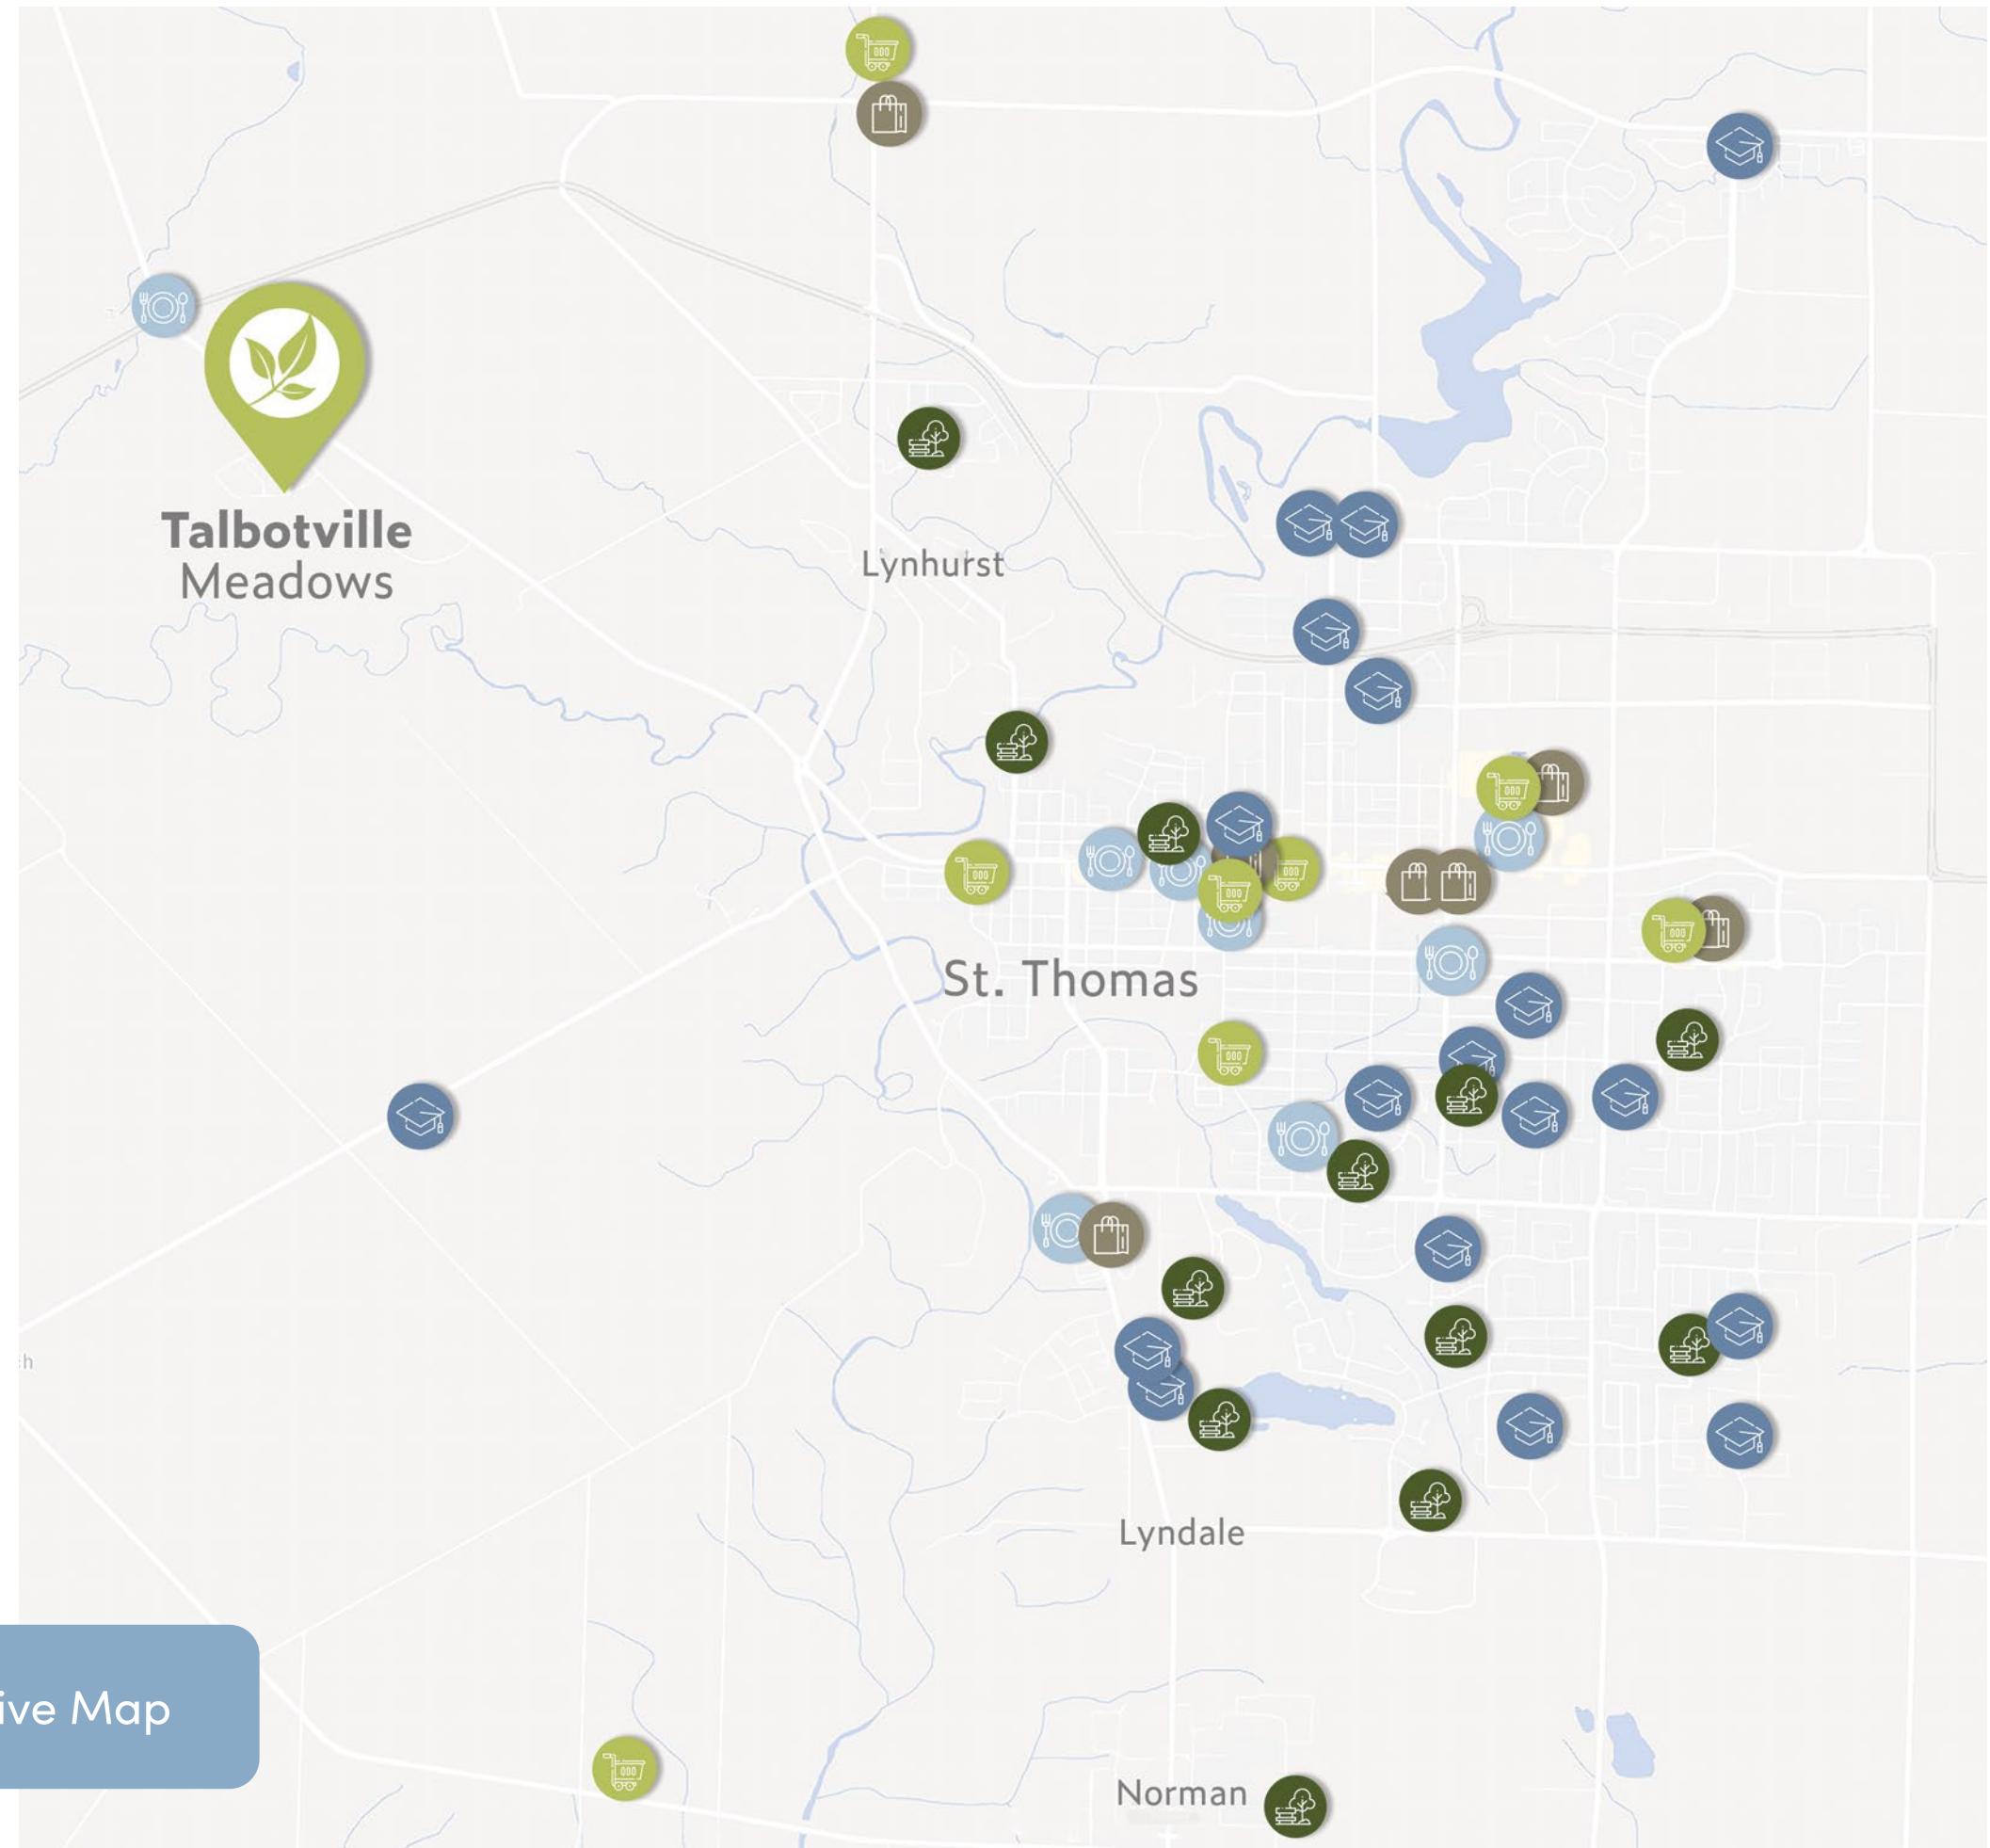 Talbotville
Meadows
Lynhurst
St. Thomas
Lyndale
ive Map
Norman